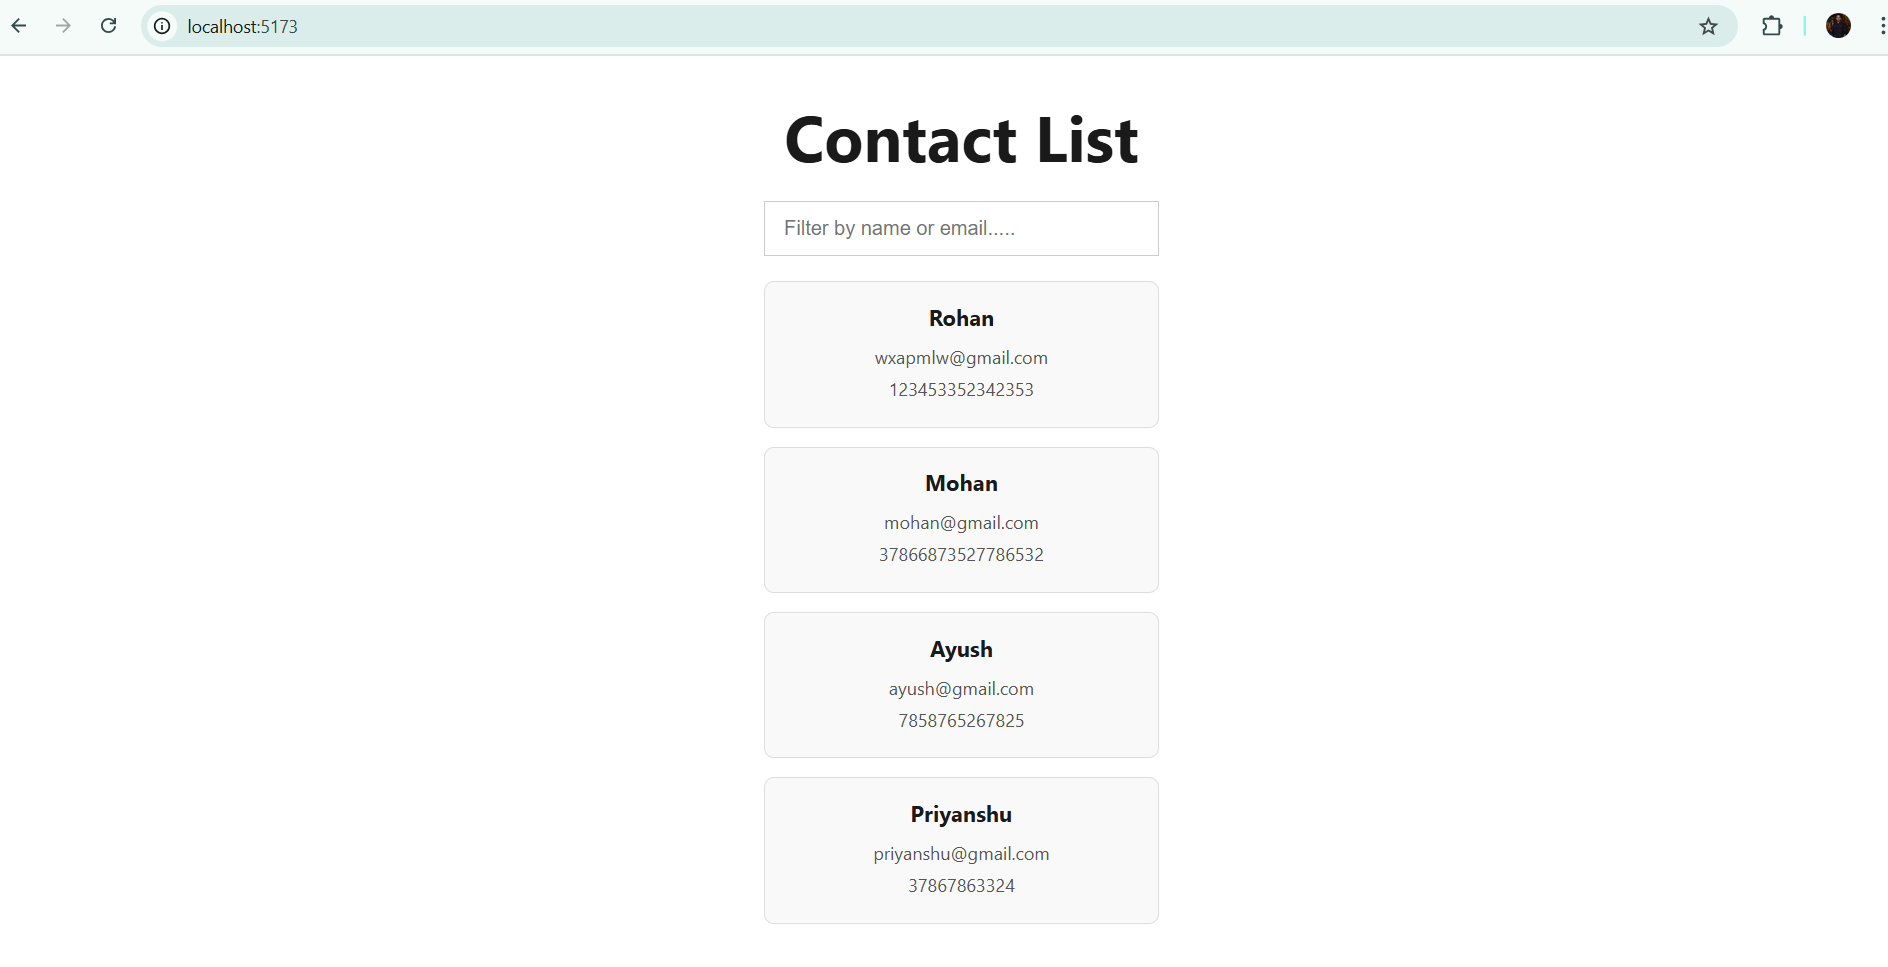 localhost:5173
Contact List
Filter by name or email.....
Rohan
wxapmlw@gmail.com
123453352342353
Mohan
mohan@gmail.com
37866873527786532
Ayush
ayush@gmail.com
7858765267825
Priyanshu
priyanshu@gmail.com
37867863324